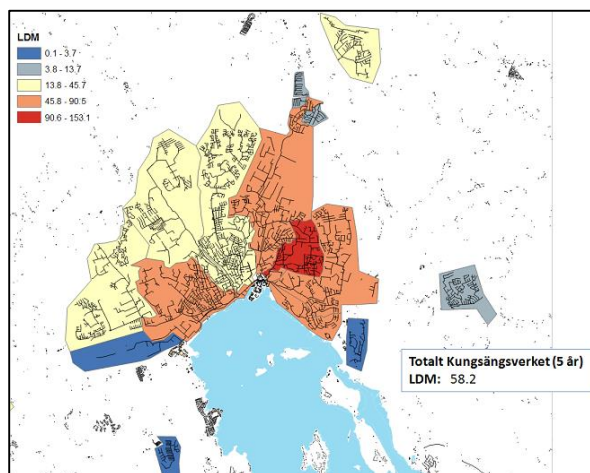 LDM
0.1 - 3.7
3.8 - 13.7
13.8 - 45.7
45.8 - 90.5
90.6 - 153.1
Totalt Kungsängsverket (5 år)
LDM: 58.2